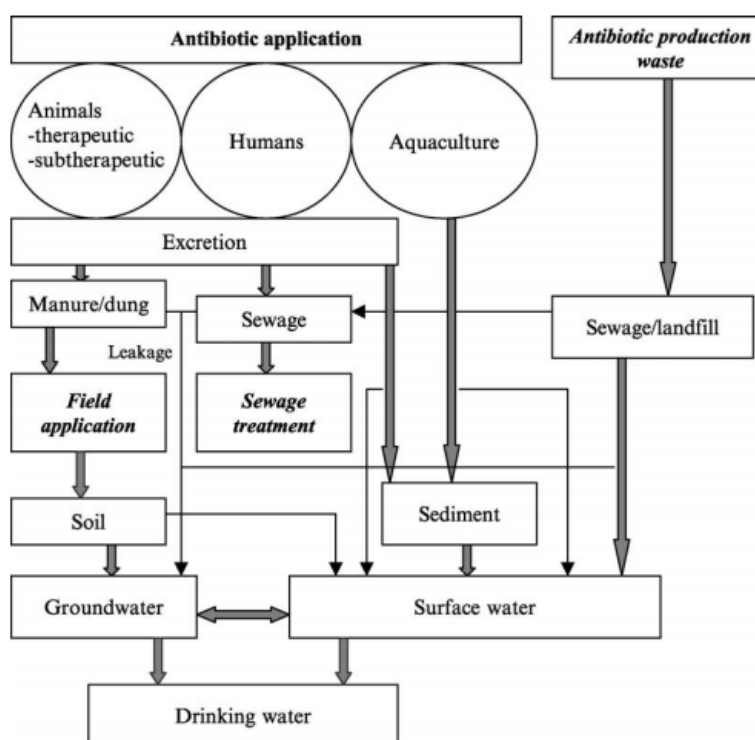 Antibiotic application
Antibiotic production
waste
Animals
-therapeutic
-subtherapeutic
Humans
Aquaculture
Excretion
Manure/dung
Sewage
Sewage/landfill
Leakage
Field
application
Sewage
treatment
Soil
Sediment
Groundwater
Surface water
Drinking water